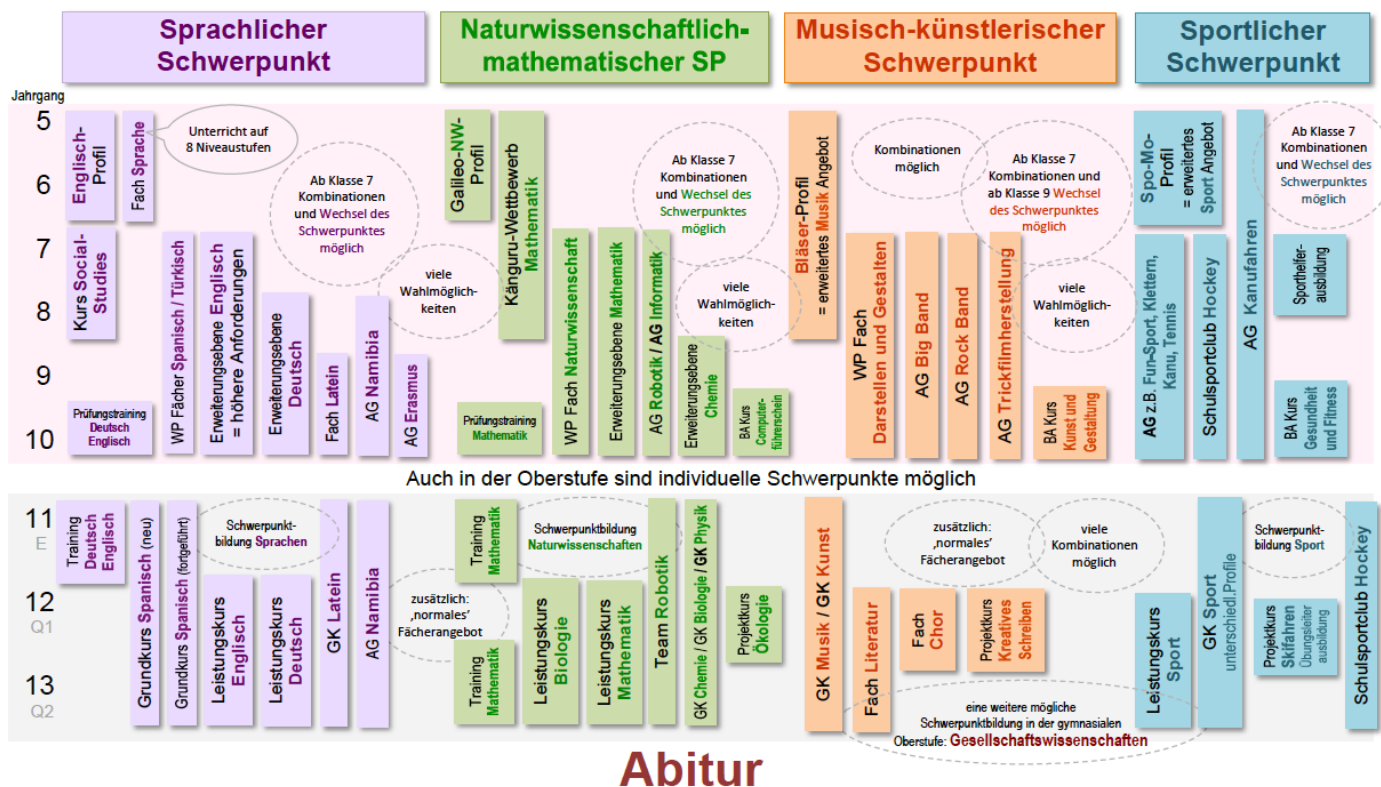 Sprachlicher
Schwerpunkt
Naturwissenschaftlich-
mathematischer SP
Musisch-künstlerischer
Schwerpunkt
Sportlicher
Schwerpunkt
Jahrgang
5
6
7
8
9
10
Englisch-
Profil
Fach Sprache
Unterricht auf
8 Niveaustufen
Ab Klasse 7
Kombinationen
und Wechsel des
Schwerpunktes
möglich
viele
Wahlmöglich-
keiten
Kurs Social-
Studies
Prüfungstraining
Deutsch
Englisch
WP Fächer Spanisch / Türkisch
Erweiterungsebene Englisch
= höhere Anforderungen
Erweiterungsebene
Deutsch
Fach Latein
AG Namibia
AG Erasmus
Galileo-NW-
Profil
Känguru-Wettbewerb
Mathematik
Ab Klasse 7
Kombinationen
und Wechsel des
Schwerpunktes
möglich
viele
Wahlmöglich-
keiten
Prüfungstraining
Mathematik
WP Fach Naturwissenschaft
Erweiterungsebene Mathematik
AG Robotik / AG Informatik
Erweiterungsebene
Chemie
BA Kurs
Computer-
führerschein
Bläser-Profil
= erweitertes Musik Angebot
Kombinationen
möglich
Ab Klasse 7
Kombinationen und
ab Klasse 9 Wechsel
des Schwerpunktes
möglich
viele
Wahlmöglich-
keiten
WP Fach
Darstellen und Gestalten
AG Big Band
AG Rock Band
AG Trickfilmherstellung
BA Kurs
Kunst und
Gestaltung
Spo-Mo-
Profil
= erweitertes
Sport Angebot
AG Kanufahren
Ab Klasse 7
Kombinationen
und Wechsel des
Schwerpunktes
möglich
AG z.B. Fun-Sport, Klettern,
Kanu, Tennis
Schulsportclub Hockey
Sporthelfer-
ausbildung
BA Kurs
Gesundheit
und Fitness
Auch in der Oberstufe sind individuelle Schwerpunkte möglich
11
E
12
Q1
13
Q2
Training
Deutsch
Englisch
Grundkurs Spanisch (neu)
Grundkurs Spanisch (fortgeführt)
Schwerpunkt-
bildung Sprachen
Leistungskurs
Englisch
Leistungskurs
Deutsch
GK Latein
AG Namibia
zusätzlich:
‚normales’
Fächerangebot
Training
Mathematik
Training
Mathematik
Schwerpunktbildung
Naturwissenschaften
Leistungskurs
Biologie
Leistungskurs
Mathematik
Team Robotik
GK Chemie / GK Biologie / GK Physik
Projektkurs
Ökologie
GK Musik / GK Kunst
Fach Literatur
zusätzlich:
‚normales’
Fächerangebot
viele
Kombinationen
möglich
Fach
Chor
Projektkurs
Kreatives
Schreiben
eine weitere mögliche
Schwerpunktbildung in der gymnasialen
Oberstufe: Gesellschaftswissenschaften
Leistungskurs
Sport
GK Sport
unterschiedl.Profile
Schwerpunkt-
bildung Sport
Projektkurs
Skifahren
Übungsleiter
ausbildung
Schulsportclub Hockey
Abitur